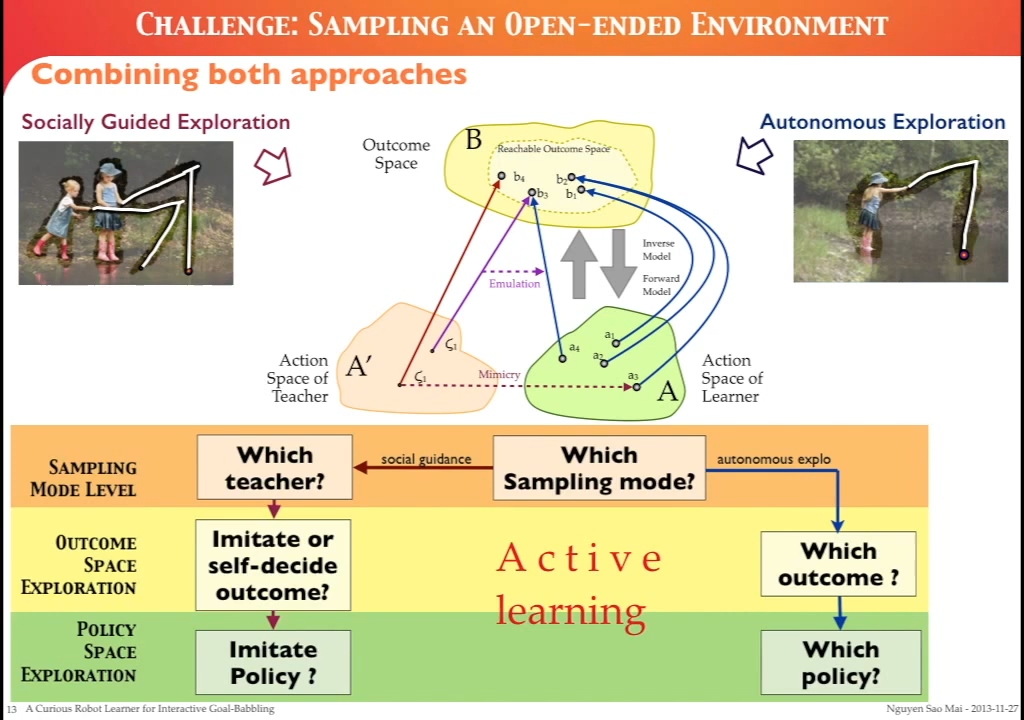 CHALLENGE: SAMPLING AN OPEN-ENDED ENVIRONMENT
Combining both approaches
Socially Guided Exploration
Autonomous Exploration
Outcome
Space
B
Reachable Outcome Space
b4
b3
b2
b1
Inverse
Model
Forward
Model
Emulation
Action
Space of
Teacher
A'
ζ1
ζ1
Mimicry
a1
a2
a3
a4
A
Action
Space of
Learner
SAMPLING
MODE LEVEL
Which
teacher?
social guidance
Which
Sampling mode?
autonomous explo
OUTCOME
SPACE
EXPLORATION
Imitate or
self-decide
outcome?
Active
learning
Which
outcome ?
POLICY
SPACE
EXPLORATION
Imitate
Policy ?
Which
policy?
13 A Curious Robot Learner for Interactive Goal-Babbling
Nguyen Sao Mai - 2013-11-27